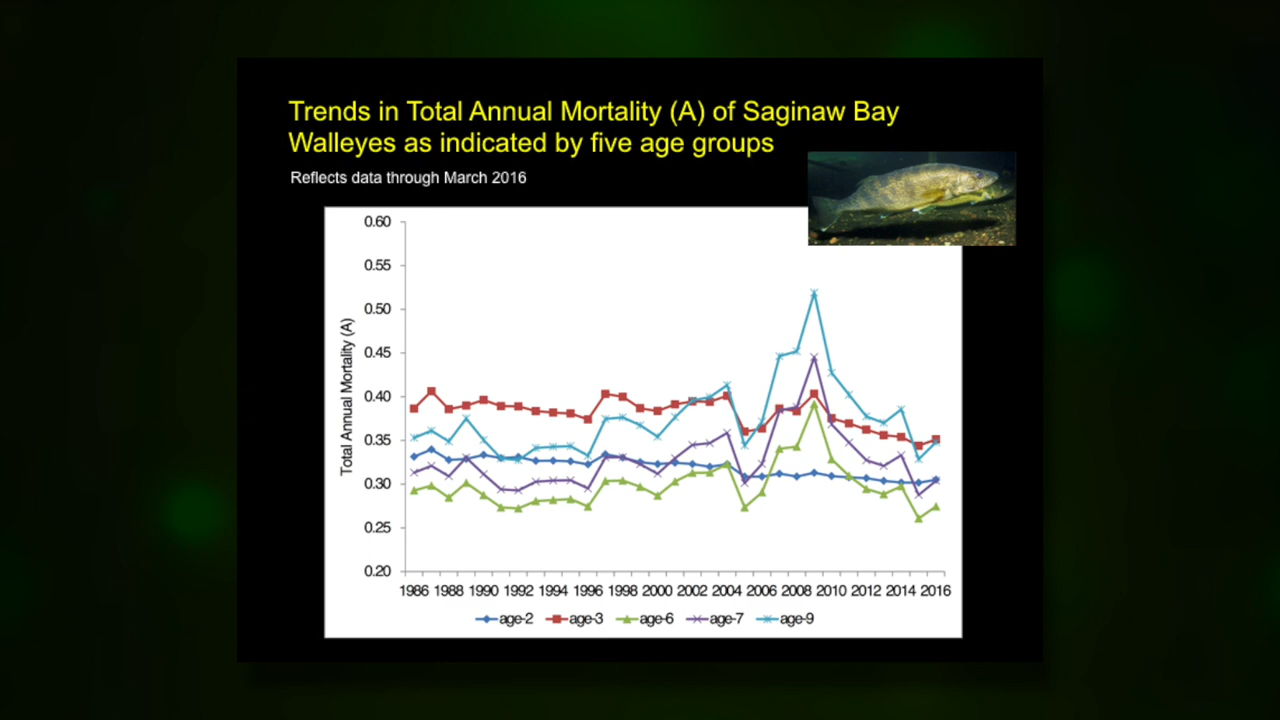 Trends in Total Annual Mortality (A) of Saginaw Bay
Walleyes as indicated by five age groups
Reflects data through March 2016
0.60
0.55
0.50
0.45
0.40
0.35
0.30
0.25
0.20
Total Annual Mortality (A)
1986 1988 1990 1992 1994 1996 1998 2000 2002 2004 2006 2008 2010 2012 2014 2016
age-2 age-3 age-6 age-7 age-9